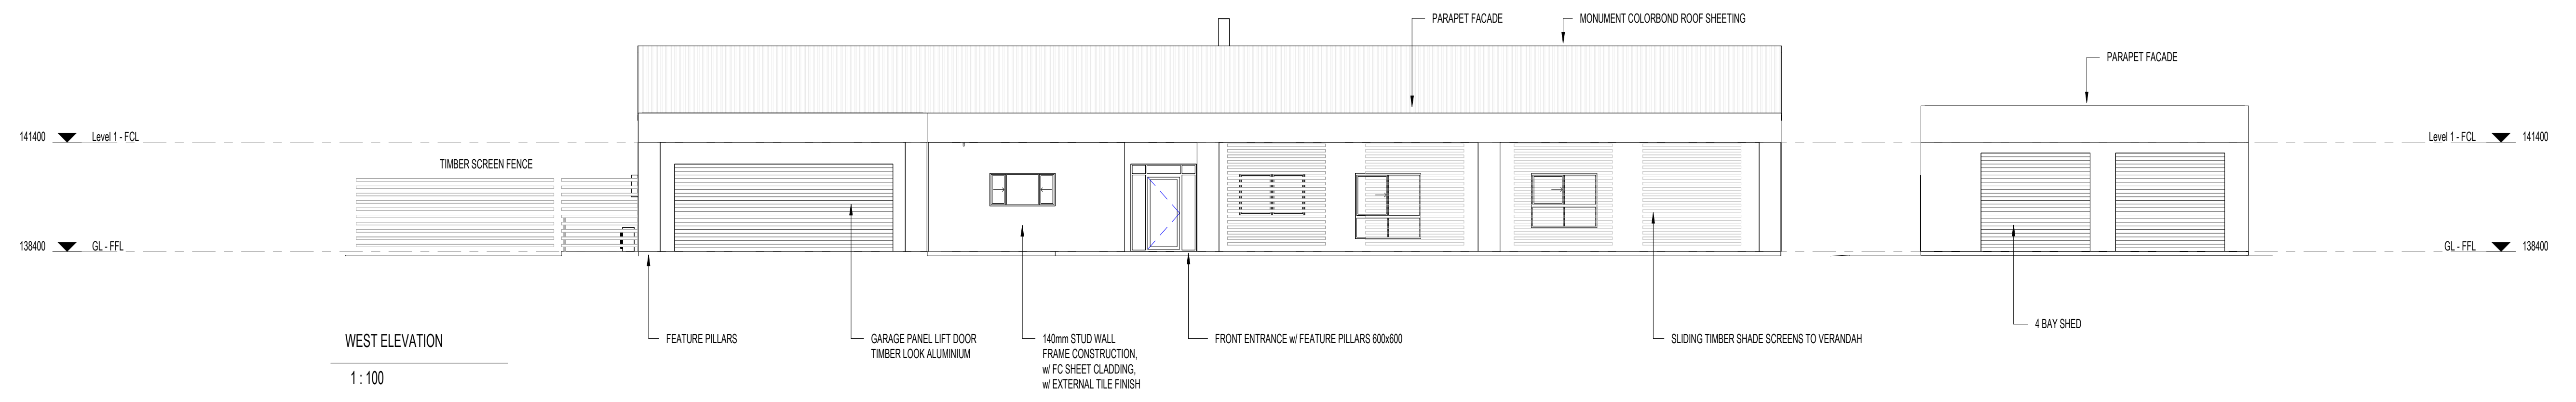 PARAPET FACADE
MONUMENT COLORBOND ROOF SHEETING
PARAPET FACADE
141400
Level 1 - FCL
Level 1 - FCL
141400
TIMBER SCREEN FENCE
138400
GL - FFL
GL - FFL
138400
4 BAY SHED
WEST ELEVATION
1 : 100
FEATURE PILLARS
GARAGE PANEL LIFT DOOR
TIMBER LOOK ALUMINIUM
140mm STUD WALL
FRAME CONSTRUCTION,
w/ FC SHEET CLADDING,
w/ EXTERNAL TILE FINISH
FRONT ENTRANCE w/ FEATURE PILLARS 600x600
SLIDING TIMBER SHADE SCREENS TO VERANDAH